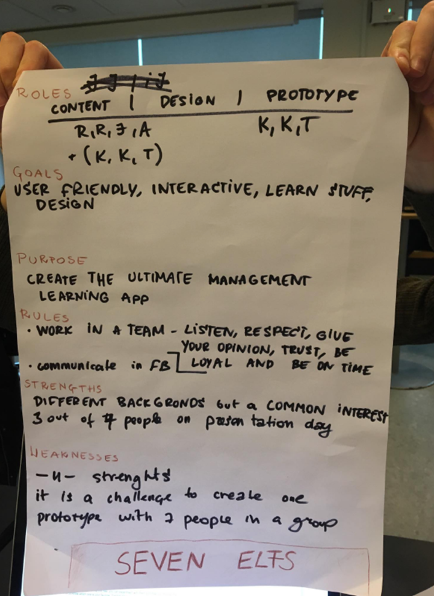 ROLES
CONTENT | DESIGN | PROTOTYPE
R, R, J, A K, K, T
+ (K, K, T)
GOALS
USER FRIENDLY, INTERACTIVE, LEARN STUFF,
DESIGN
PURPOSE
CREATE THE ULTIMATE MANAGEMENT
LEARNING APP
RULES
• WORK IN A TEAM - LISTEN, RESPECT, GIVE
YOUR OPINION, TRUST, BE
• communicate in FB LOYAL AND BE ON TIME
STRENGTHS
DIFFERENT BACKGRONDS but a COMMON INTEREST
3 out of 7 people on
day
WEAKNESSES
-u- strenghts
it is a challenge to create one
prototype with 7 people in a group
SEVEN ELFS